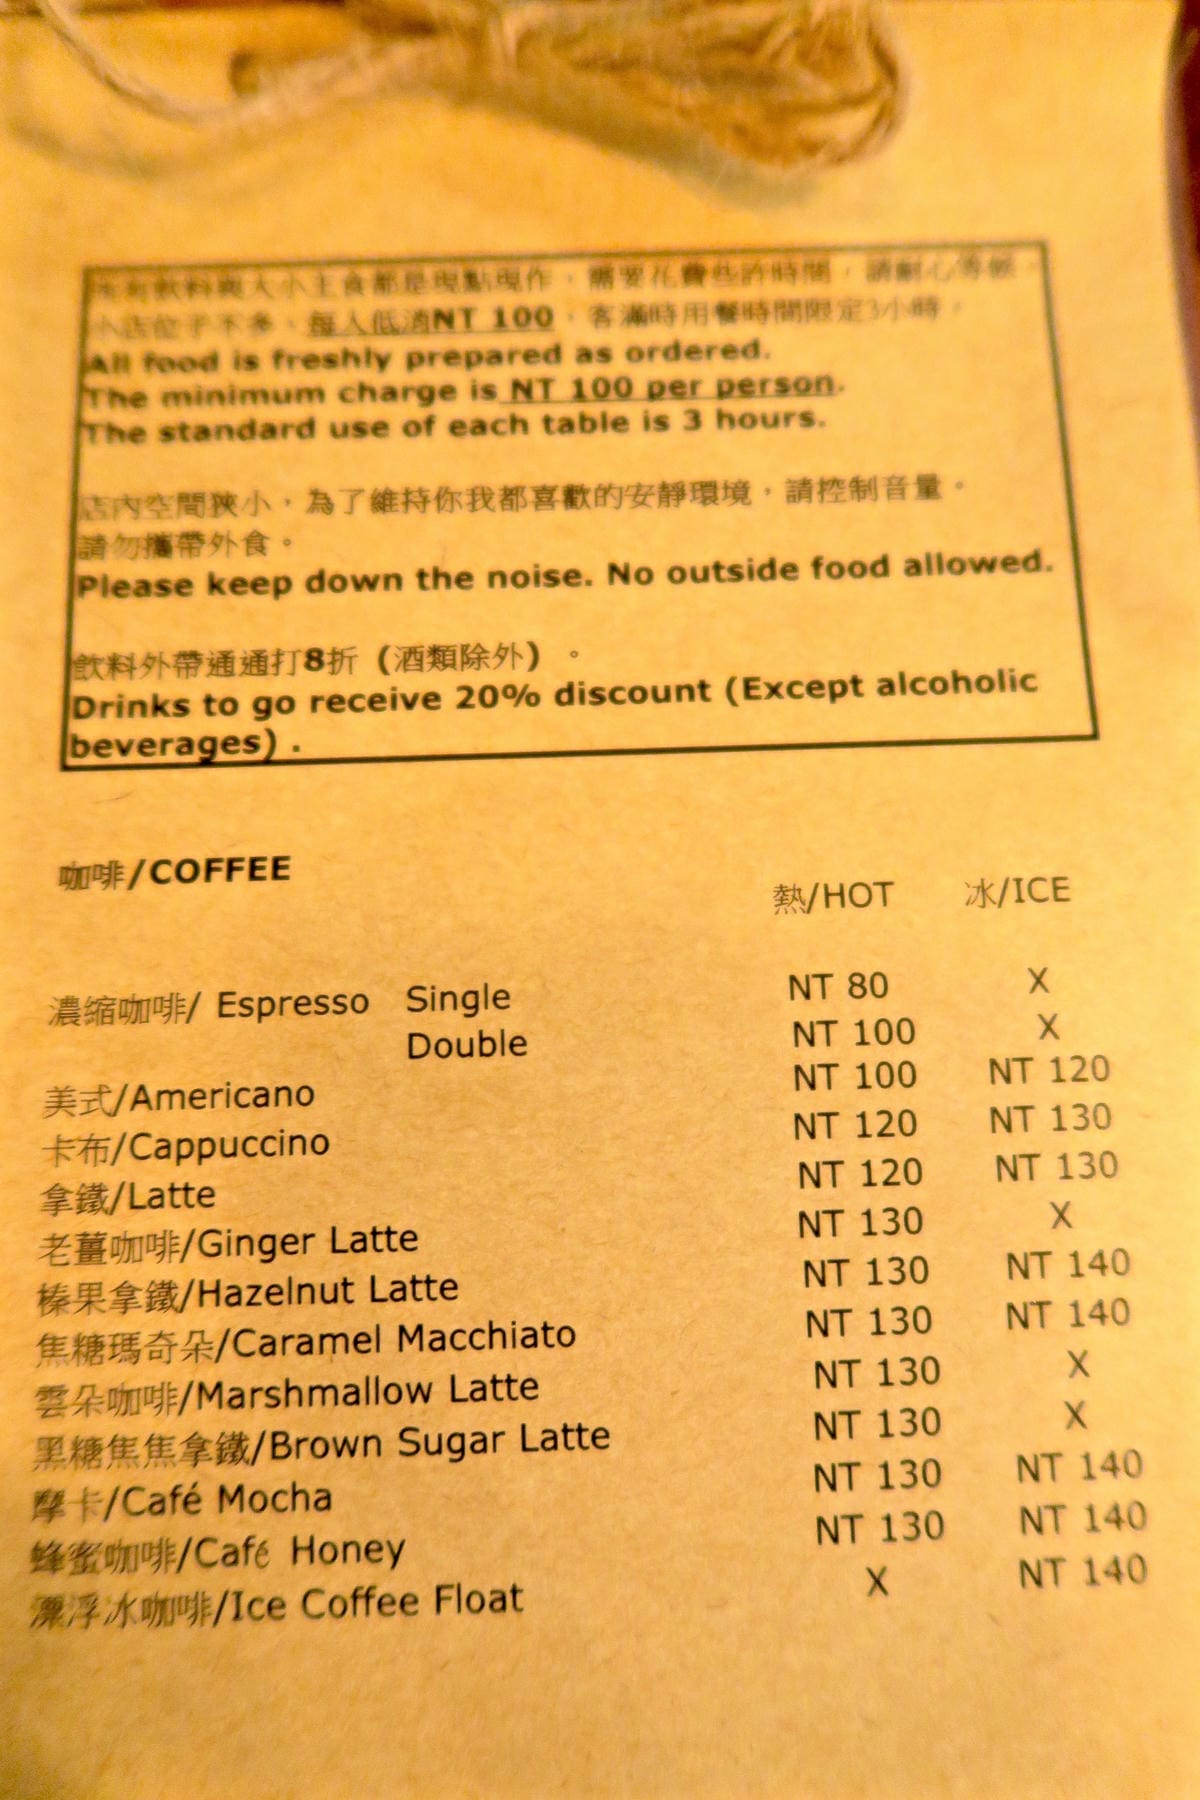 所有飲料與大小主食都是現點現作，需要花費些許時間，請耐心等候。
小店位子不多，每人低消NT 100，客滿時用餐時間限定3小時。
All food is freshly prepared as ordered.
The minimum charge is NT 100 per person.
The standard use of each table is 3 hours.
店內空間狹小，為了維持你我都喜歡的安靜環境，請控制音量。
請勿攜帶外食。
Please keep down the noise. No outside food allowed.
飲料外帶通通打8折 (酒類除外) 。
Drinks to go receive 20% discount (Except alcoholic
beverages) .
咖啡/COFFEE
熱/HOT 冰/ICE
濃縮咖啡/ Espresso Single NT 80 X
Double NT 100 X
美式/Americano NT 100 NT 120
卡布/Cappuccino NT 120 NT 130
拿鐵/Latte NT 120 NT 130
老薑咖啡/Ginger Latte NT 130 X
榛果拿鐵/Hazelnut Latte NT 130 NT 140
焦糖瑪奇朵/Caramel Macchiato NT 130 NT 140
雲朵咖啡/Marshmallow Latte NT 130 X
黑糖焦焦拿鐵/Brown Sugar Latte NT 130 X
摩卡/Café Mocha NT 130 NT 140
蜂蜜咖啡/Café Honey NT 130 NT 140
漂浮冰咖啡/Ice Coffee Float X NT 140